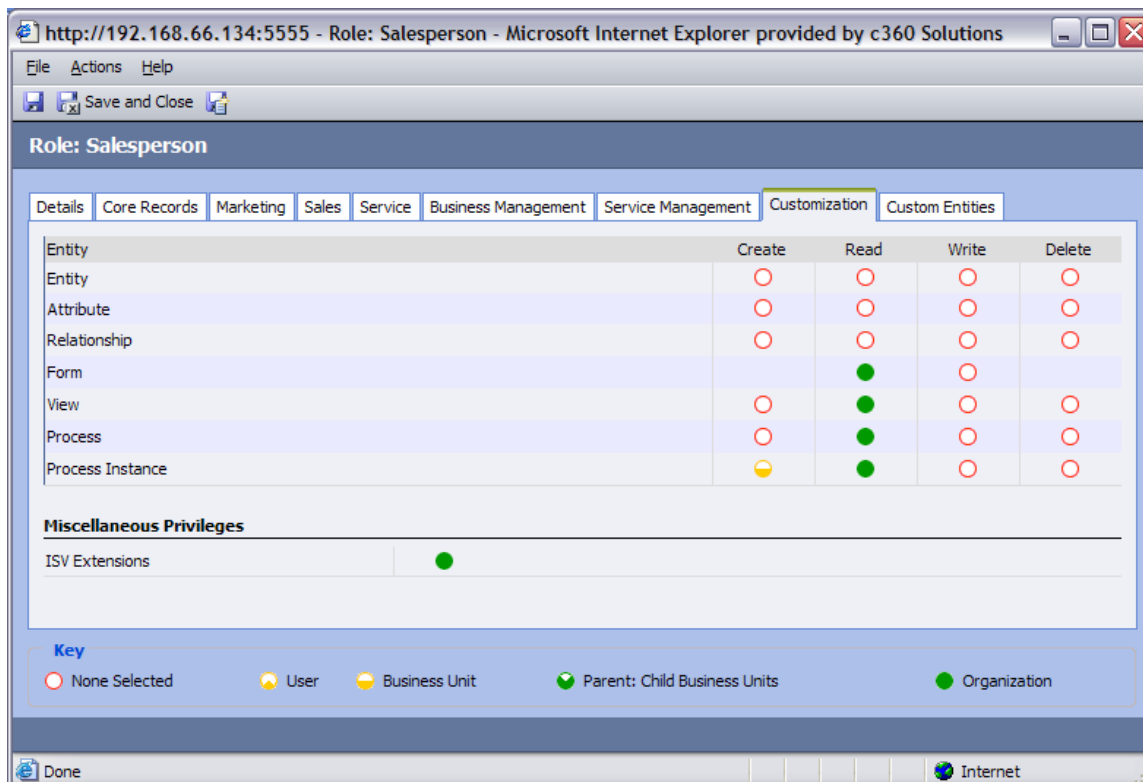 http://192.168.66.134:5555 - Role: Salesperson - Microsoft Internet Explorer provided by c360 Solutions
File Actions Help
Save and Close
Role: Salesperson
Details Core Records Marketing Sales Service Business Management Service Management Customization Custom Entities
Entity Create Read Write Delete
Entity
Attribute
Relationship
Form
View
Process
Process Instance
Miscellaneous Privileges
ISV Extensions
Key
None Selected User Business Unit Parent: Child Business Units Organization
Done Internet